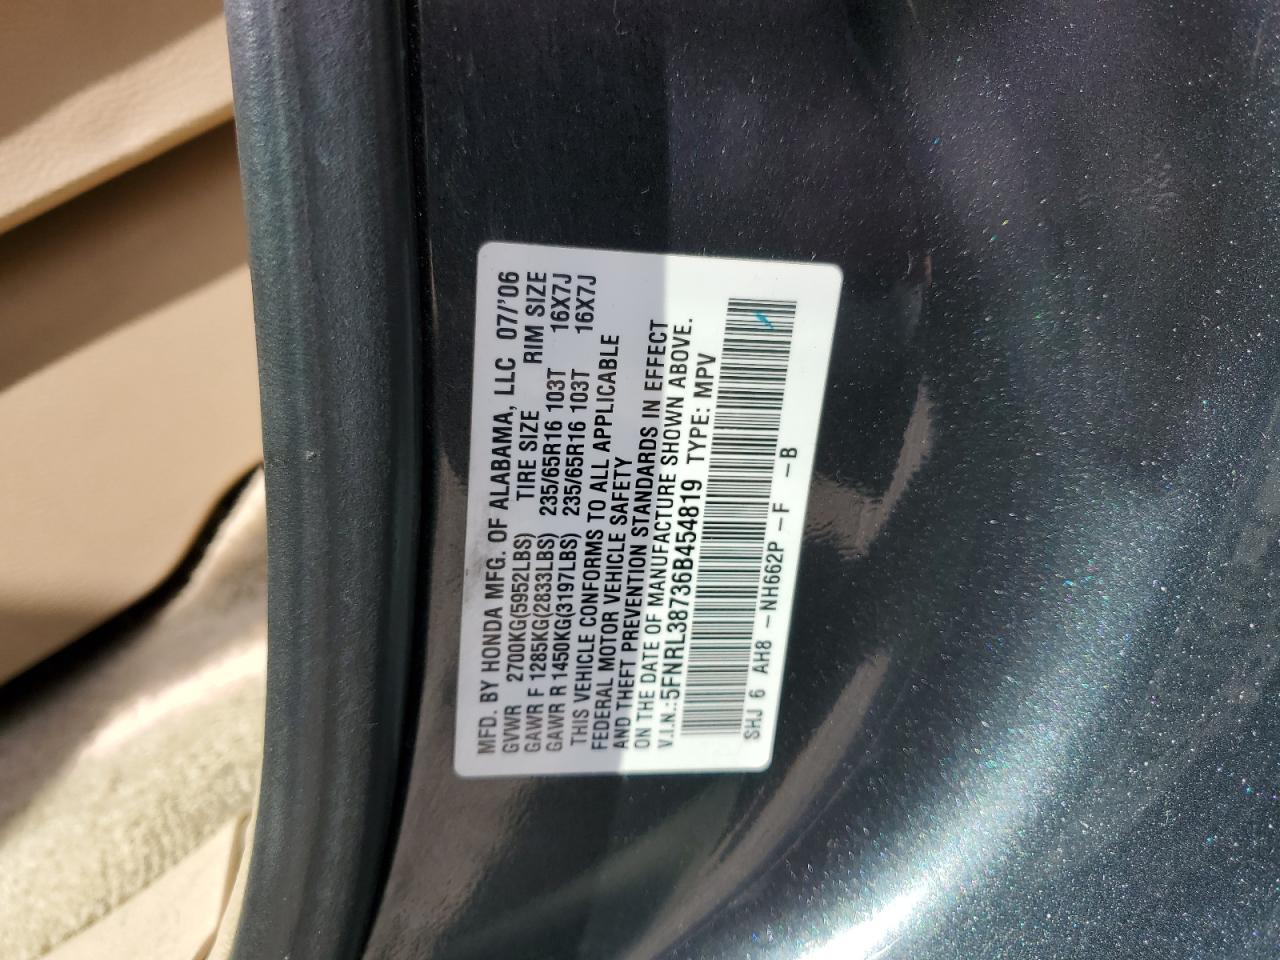 MFD. BY HONDA MFG. OF ALABAMA, LLC 07/'06
GVWR 2700KG(5952LBS) TIRE SIZE RIM SIZE
GAWR F 1285KG(2833LBS) 235/65R16 103T 16X7J
GAWR R 1450KG(3197LBS) 235/65R16 103T 16X7J
THIS VEHICLE CONFORMS TO ALL APPLICABLE
FEDERAL MOTOR VEHICLE SAFETY
AND THEFT PREVENTION STANDARDS IN EFFECT
ON THE DATE OF MANUFACTURE SHOWN ABOVE.
V.I.N.:5FNRL38736B454819 TYPE: MPV
SHJ 6 AH8 -NH662P -F -B